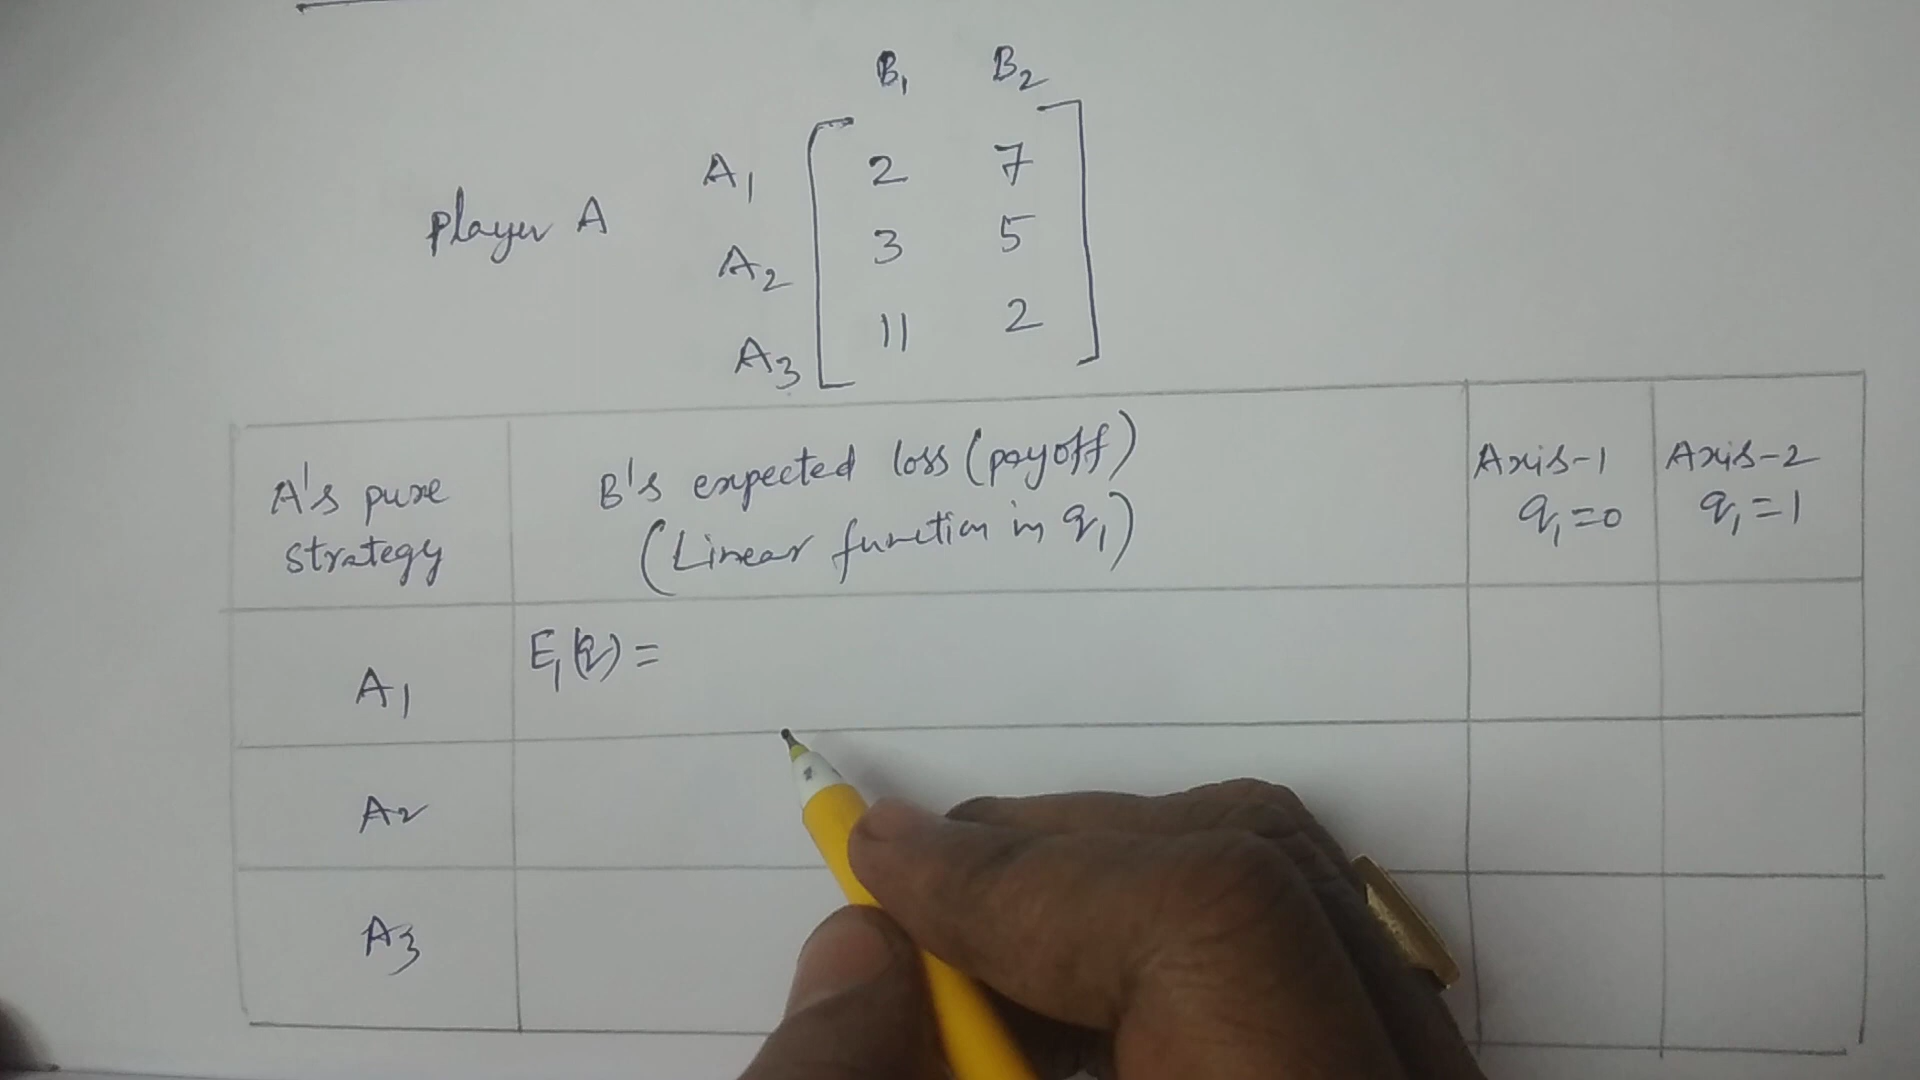 B₁ B₂
A₁ 2 7
Player A
A₂ 3 5
A₃ 11 2
A's pure strategy
B's expected loss (payoff)
(Linear function in q₁)
Axis-1
q₁=0
Axis-2
q₁=1
A₁
E₁(q) =
A₂
A₃